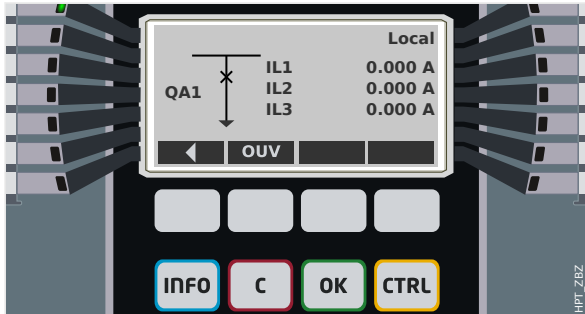 Local
IL1 0.000 A
QA1 IL2 0.000 A
IL3 0.000 A
OUV
INFO C OK CTRL
HPT_ZBZ